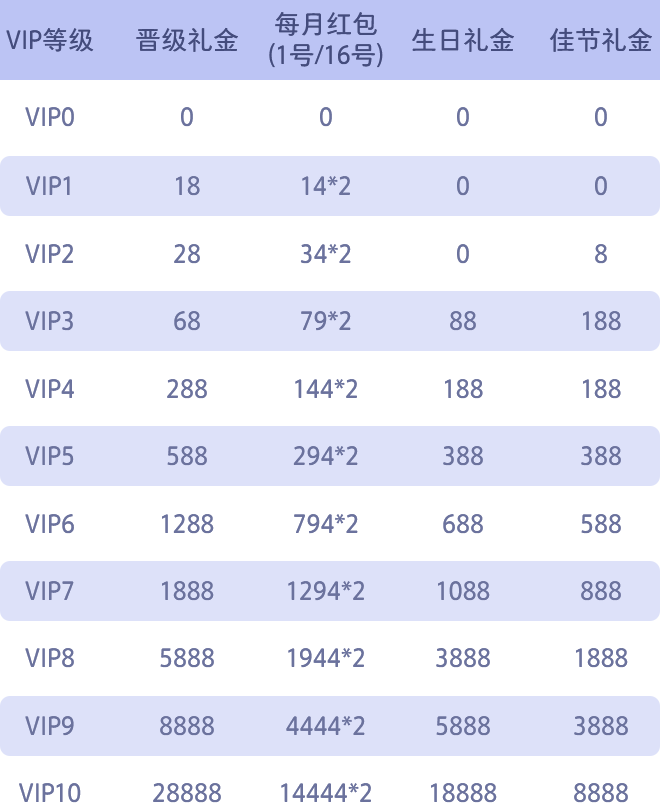 VIP等级 晋级礼金 每月红包 生日礼金 佳节礼金
(1号/16号)
VIP0 0 0 0 0
VIP1 18 14*2 0 0
VIP2 28 34*2 0 8
VIP3 68 79*2 88 188
VIP4 288 144*2 188 188
VIP5 588 294*2 388 388
VIP6 1288 794*2 688 588
VIP7 1888 1294*2 1088 888
VIP8 5888 1944*2 3888 1888
VIP9 8888 4444*2 5888 3888
VIP10 28888 14444*2 18888 8888